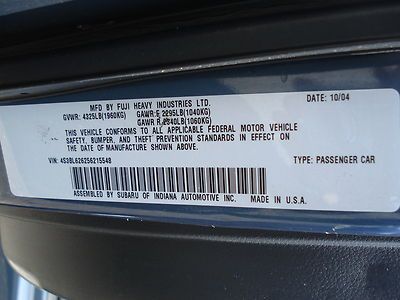 MFD BY FUJI HEAVY INDUSTRIES LTD.
DATE: 10/04
GVWR: 4325LB(1960KG) GAWR:F 2295LB(1040KG)
GAWR R:2340LB(1060KG)
THIS VEHICLE CONFORMS TO ALL APPLICABLE FEDERAL MOTOR VEHICLE
SAFETY, BUMPER, AND THEFT PREVENTION STANDARDS IN EFFECT ON
THE DATE OF MANUFACTURE SHOWN ABOVE.
VIN: 4S3BL626256215548 TYPE: PASSENGER CAR
ASSEMBLED BY SUBARU OF INDIANA AUTOMOTIVE INC. MADE IN U.S.A.